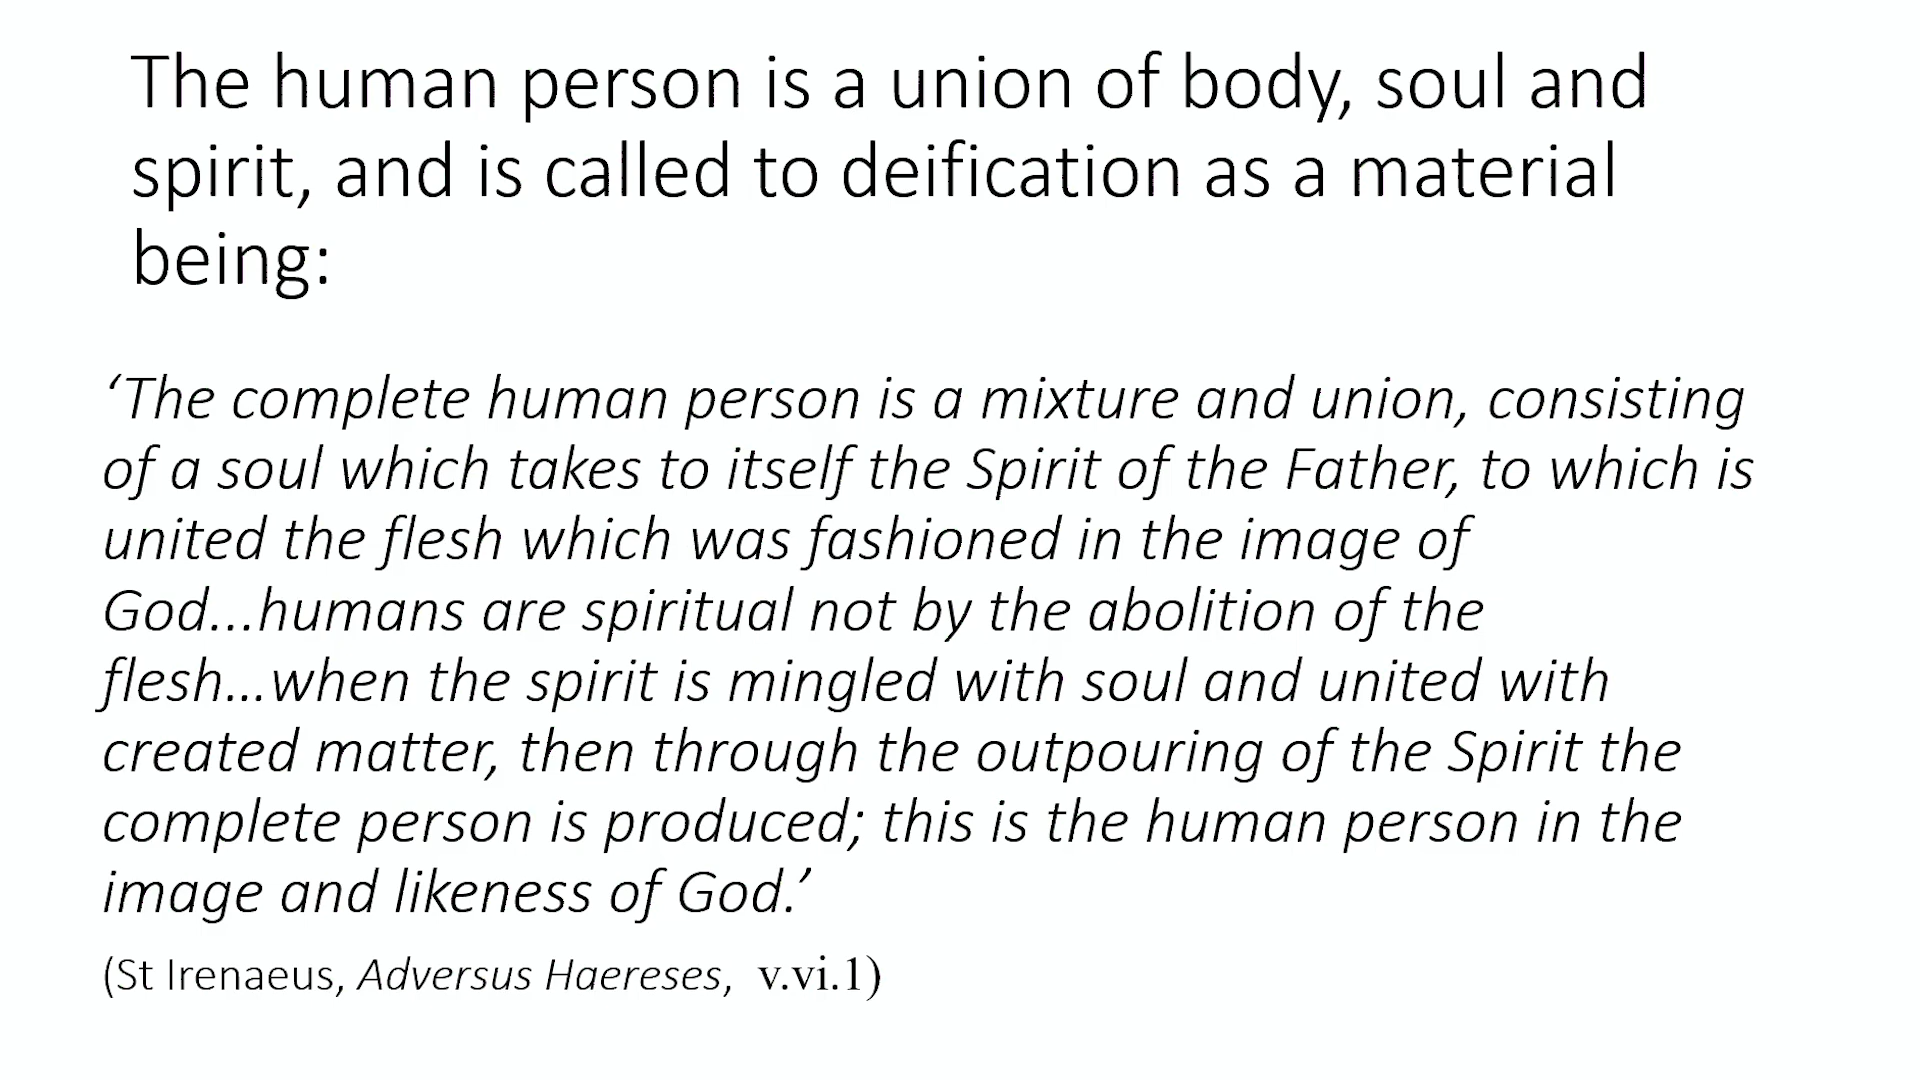 The human person is a union of body, soul and
spirit, and is called to deification as a material
being:
‘The complete human person is a mixture and union, consisting
of a soul which takes to itself the Spirit of the Father, to which is
united the flesh which was fashioned in the image of
God...humans are spiritual not by the abolition of the
flesh...when the spirit is mingled with soul and united with
created matter, then through the outpouring of the Spirit the
complete person is produced; this is the human person in the
image and likeness of God.’
(St Irenaeus, Adversus Haereses, v.vi.1)